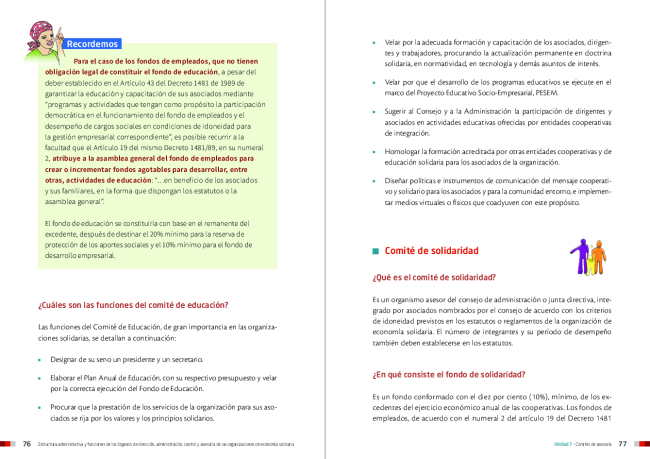 Recordemos
Para el caso de los fondos de empleados, que no tienen
obligación legal de constituir el fondo de educación, a pesar del
deber establecido en el Artículo 43 del Decreto 1481 de 1989 de
garantizar la educación y capacitación de sus asociados mediante
“programas y actividades que tengan como propósito la participación
democrática en el funcionamiento del fondo de empleados y el
desempeño de cargos sociales en condiciones de idoneidad para
la gestión empresarial correspondiente”, es posible recurrir a la
facultad que el Artículo 19 del mismo Decreto 1481/89, en su numeral
2, atribuye a la asamblea general del fondo de empleados para
crear o incrementar fondos agotables para desarrollar, entre
otras, actividades de educación: “…en beneficio de los asociados
y sus familiares, en la forma que dispongan los estatutos o la
asamblea general”.
El fondo de educación se constituiría con base en el remanente del
excedente, después de destinar el 20% mínimo para la reserva de
protección de los aportes sociales y el 10% mínimo para el fondo de
desarrollo empresarial.
¿Cuáles son las funciones del comité de educación?
Las funciones del Comité de Educación, de gran importancia en las organiza-
ciones solidarias, se detallan a continuación:
• Designar de su seno un presidente y un secretario.
• Elaborar el Plan Anual de Educación, con su respectivo presupuesto y velar
por la correcta ejecución del Fondo de Educación.
• Procurar que la prestación de los servicios de la organización para sus aso-
ciados se rija por los valores y los principios solidarios.
76 Estructura administrativa y funciones de los órganos de dirección, administración, control y asesoría de las organizaciones de economía solidaria
• Velar por la adecuada formación y capacitación de los asociados, dirigen-
tes y trabajadores, procurando la actualización permanente en doctrina
solidaria, en normatividad, en tecnología y demás asuntos de interés.
• Velar por que el desarrollo de los programas educativos se ejecute en el
marco del Proyecto Educativo Socio-Empresarial, PESEM.
• Sugerir al Consejo y a la Administración la participación de dirigentes y
asociados en actividades educativas ofrecidas por entidades cooperativas
de integración.
• Homologar la formación acreditada por otras entidades cooperativas y de
educación solidaria para los asociados de la organización.
• Diseñar políticas e instrumentos de comunicación del mensaje cooperati-
vo y solidario para los asociados y para la comunidad entorno, e implemen-
tar medios virtuales o físicos que coadyuven con este propósito.
Comité de solidaridad
¿Qué es el comité de solidaridad?
Es un organismo asesor del consejo de administración o junta directiva, inte-
grado por asociados nombrados por el consejo de acuerdo con los criterios
de idoneidad previstos en los estatutos o reglamentos de la organización de
economía solidaria. El número de integrantes y su período de desempeño
también deben establecerse en los estatutos.
¿En qué consiste el fondo de solidaridad?
Es un fondo conformado con el diez por ciento (10%), mínimo, de los ex-
cedentes del ejercicio económico anual de las cooperativas. Los fondos de
empleados, de acuerdo con el numeral 2 del artículo 19 del Decreto 1481
Unidad 7 - Comités de asesoría 77